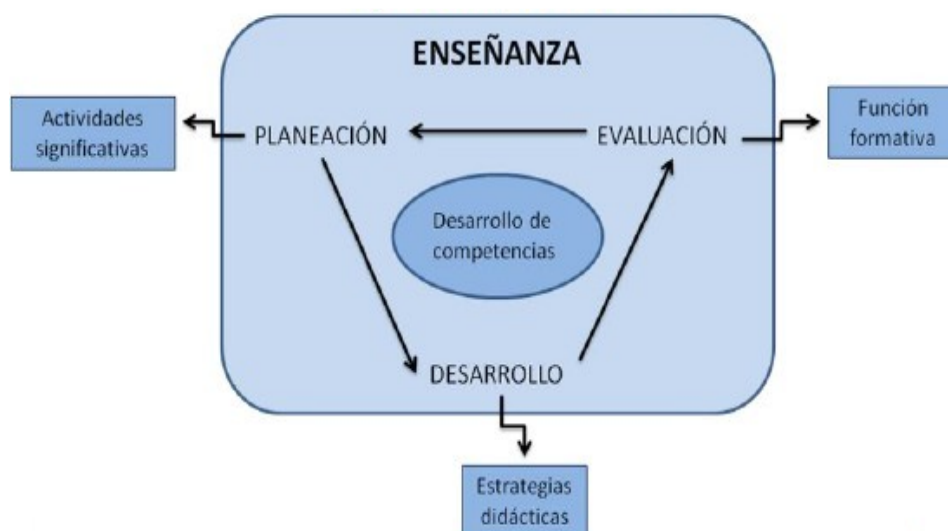 ENSEÑANZA
Actividades
significativas
PLANEACIÓN
EVALUACIÓN
Función
formativa
Desarrollo de
competencias
DESARROLLO
Estrategias
didácticas